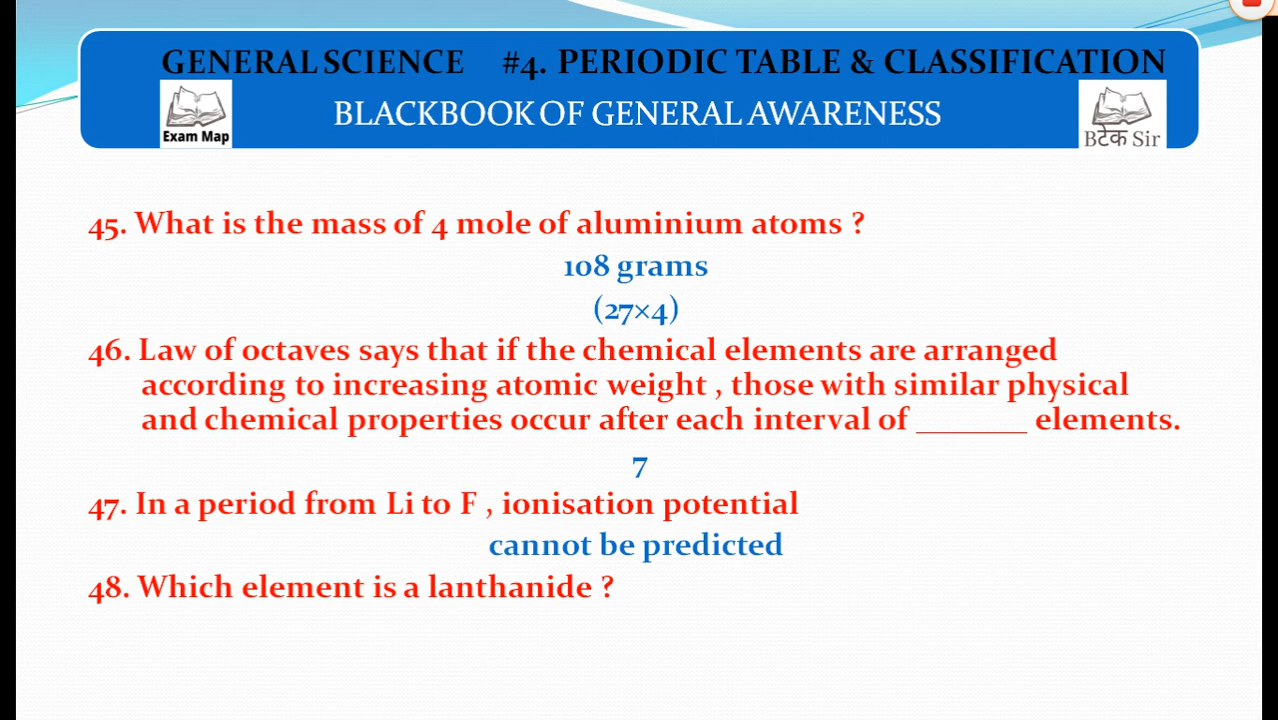 GENERAL SCIENCE #4. PERIODIC TABLE & CLASSIFICATION
BLACKBOOK OF GENERAL AWARENESS
Exam Map
Bटेक Sir
45. What is the mass of 4 mole of aluminium atoms ?
108 grams
(27×4)
46. Law of octaves says that if the chemical elements are arranged
according to increasing atomic weight , those with similar physical
and chemical properties occur after each interval of _______ elements.
7
47. In a period from Li to F , ionisation potential
cannot be predicted
48. Which element is a lanthanide ?